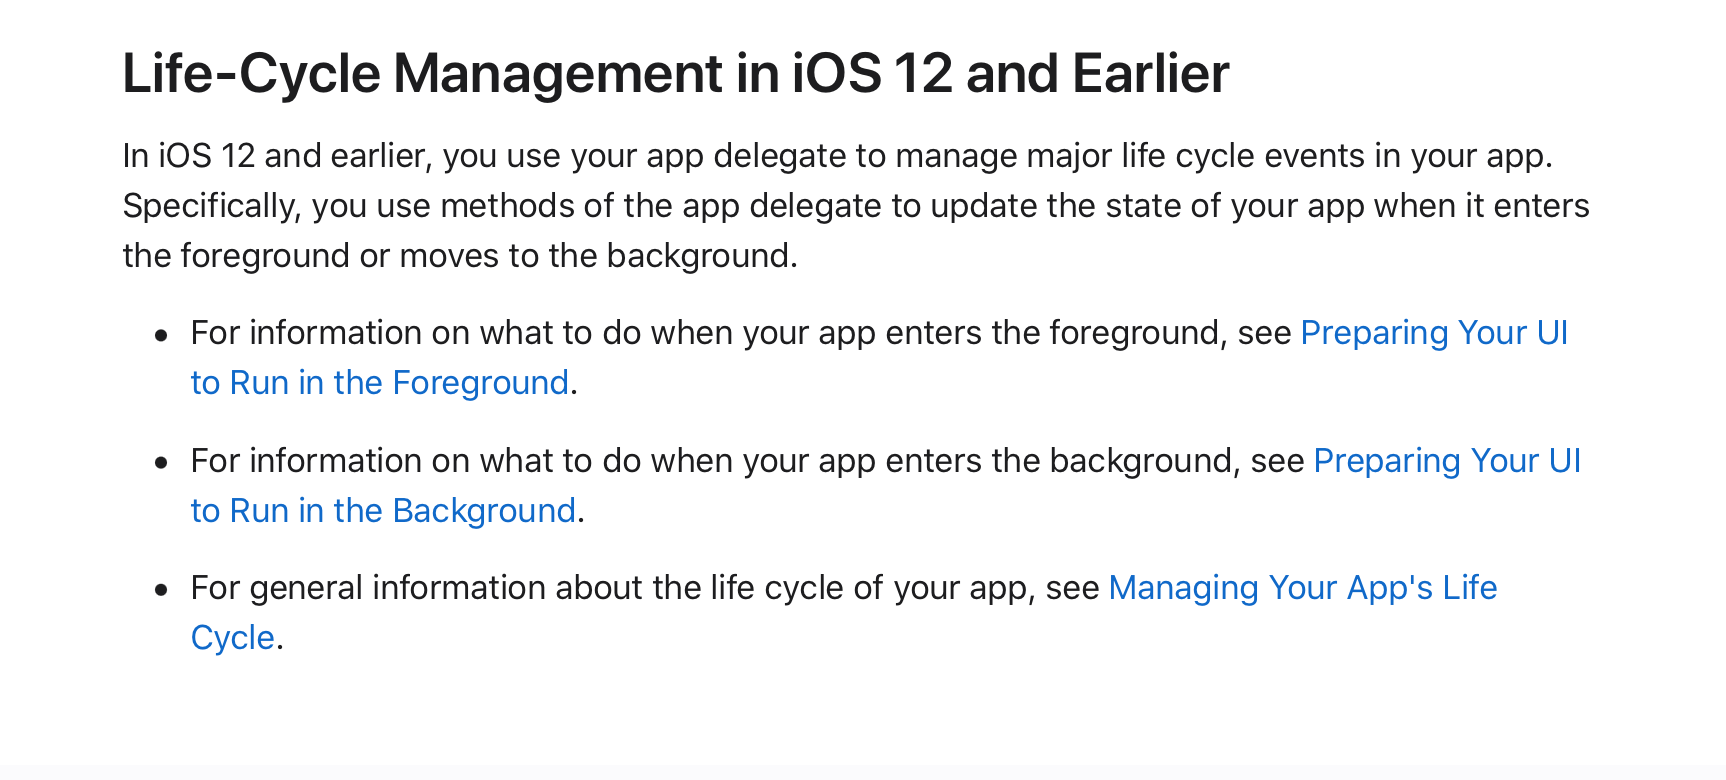 Life-Cycle Management in iOS 12 and Earlier
In iOS 12 and earlier, you use your app delegate to manage major life cycle events in your app.
Specifically, you use methods of the app delegate to update the state of your app when it enters
the foreground or moves to the background.
• For information on what to do when your app enters the foreground, see Preparing Your UI
to Run in the Foreground.
• For information on what to do when your app enters the background, see Preparing Your UI
to Run in the Background.
• For general information about the life cycle of your app, see Managing Your App's Life
Cycle.